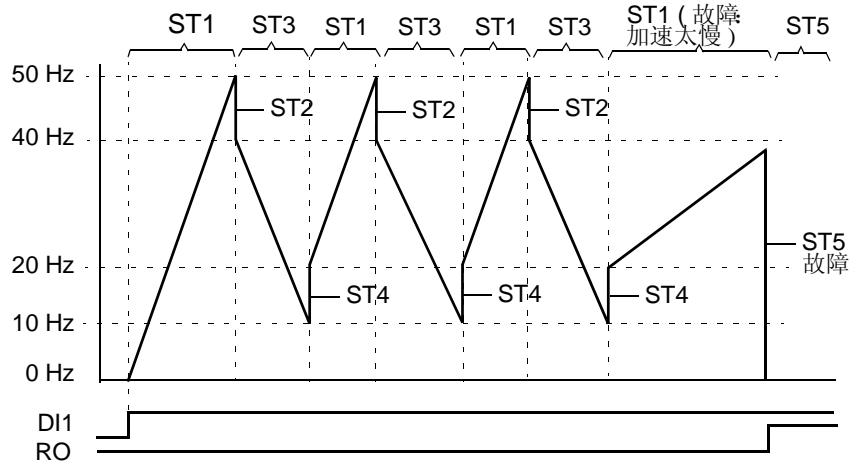 ST1 ST3 ST1 ST3 ST1 ST3 ST1 ( 故障:
加速太慢 ) ST5
50 Hz
ST2 ST2 ST2
40 Hz
20 Hz
ST5
故障
ST4 ST4 ST4
10 Hz
0 Hz
DI1
RO